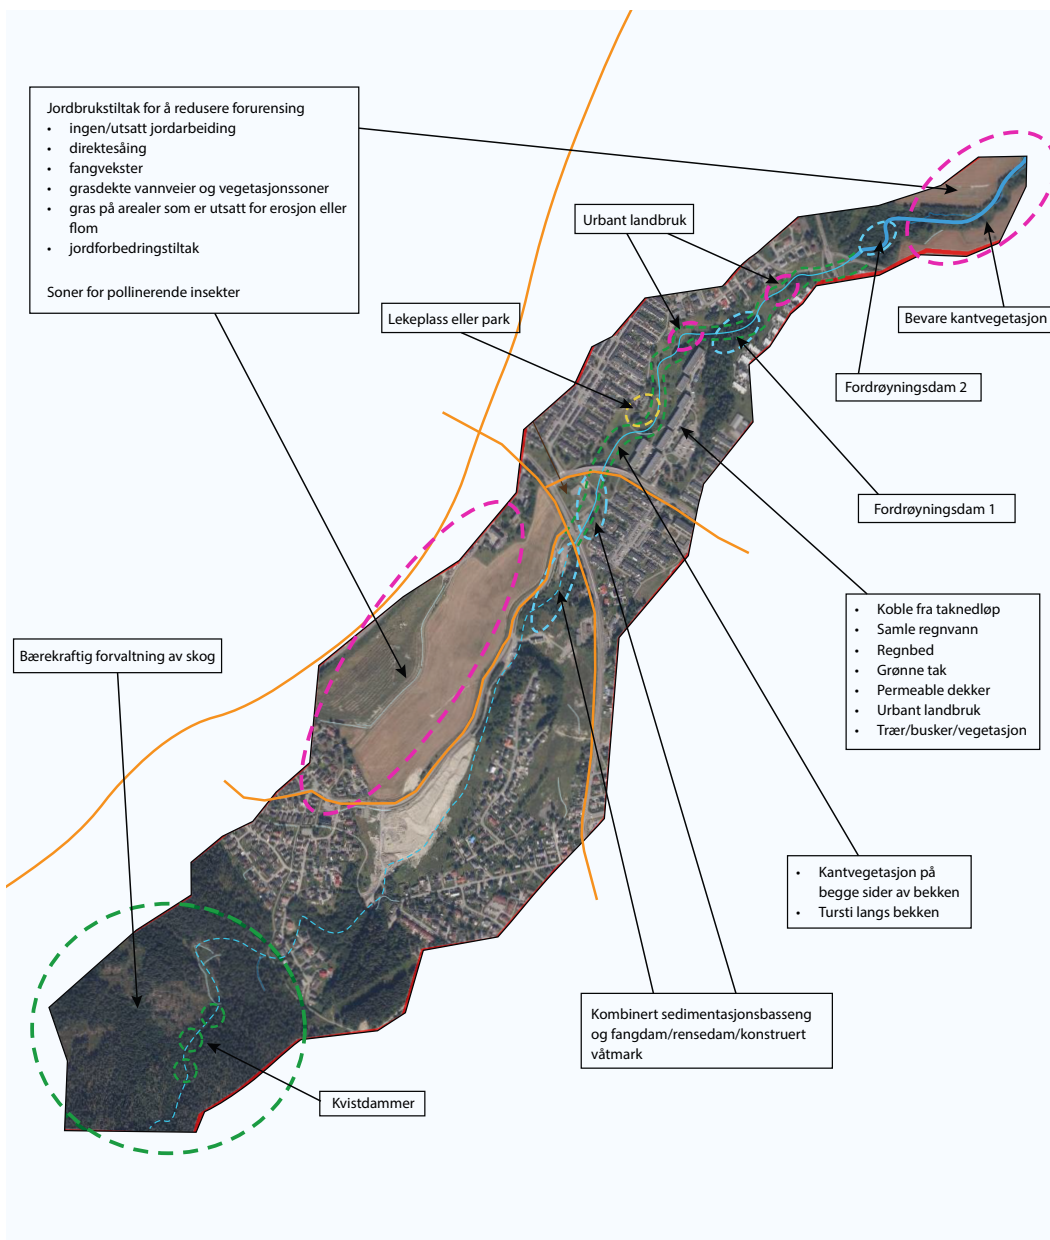 Jordbrukstiltak for å redusere forurensing
• ingen/utsatt jordarbeiding
• direktesåing
• fangvekster
• grasdekte vannveier og vegetasjonssoner
• gras på arealer som er utsatt for erosjon eller
flom
• jordforbedringstiltak
Soner for pollinerende insekter
Urbant landbruk
Lekeplass eller park
Bevare kantvegetasjon
Fordrøyningsdam 2
Fordrøyningsdam 1
• Koble fra taknedløp
• Samle regnvann
• Regnbed
• Grønne tak
• Permeable dekker
• Urbant landbruk
• Trær/busker/vegetasjon
Bærekraftig forvaltning av skog
• Kantvegetasjon på
begge sider av bekken
• Tursti langs bekken
Kombinert sedimentasjonsbasseng
og fangdam/rensedam/konstruert
våtmark
Kvistdammer